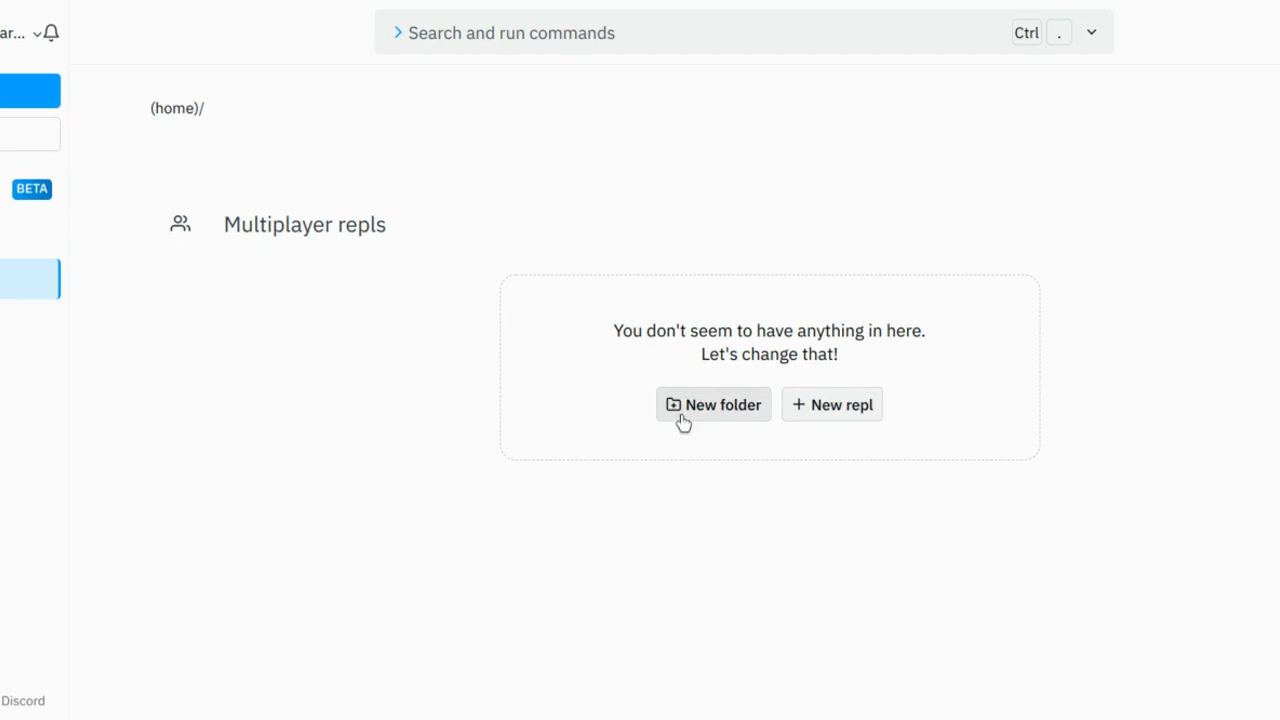 ar...
Search and run commands
Ctrl
.
(home)/
BETA
Multiplayer repls
You don't seem to have anything in here.
Let's change that!
New folder
+ New repl
Discord